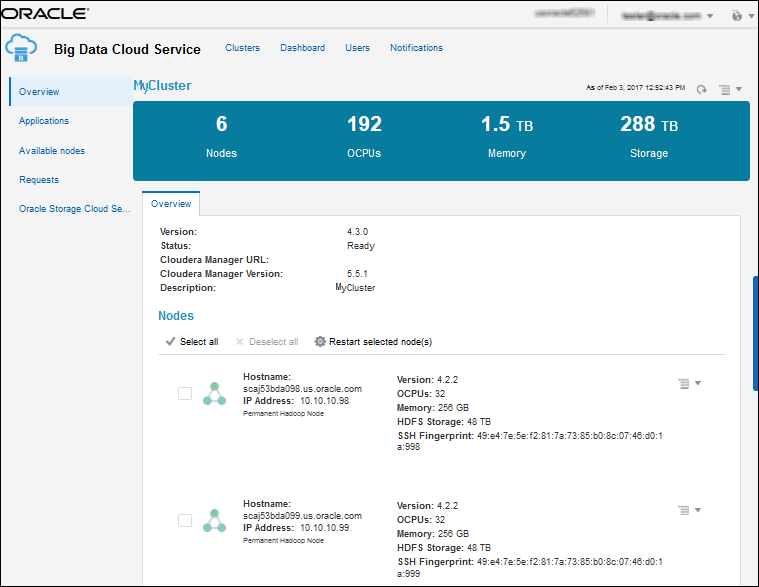 ORACLE
Big Data Cloud Service Clusters Dashboard Users Notifications
Overview
Applications
Available nodes
Requests
Oracle Storage Cloud Se...
MyCluster
As of Feb 3, 2017 12:52:43 PM
6 192 1.5 TB 288 TB
Nodes OCPUs Memory Storage
Overview
Version: 4.3.0
Status: Ready
Cloudera Manager URL:
Cloudera Manager Version: 5.5.1
Description: MyCluster
Nodes
Select all Deselect all Restart selected node(s)
Hostname:
scaj53bda098.us.oracle.com
IP Address: 10.10.10.98
Permanent Hadoop Node
Version: 4.2.2
OCPUs: 32
Memory: 256 GB
HDFS Storage: 48 TB
SSH Fingerprint: 49:e4:7e:5e:f2:81:7a:73:85:b0:8c:07:46:d0:1
a:998
Hostname:
scaj53bda099.us.oracle.com
IP Address: 10.10.10.99
Permanent Hadoop Node
Version: 4.2.2
OCPUs: 32
Memory: 256 GB
HDFS Storage: 48 TB
SSH Fingerprint: 49:e4:7e:5e:f2:81:7a:73:85:b0:8c:07:46:d0:1
a:999